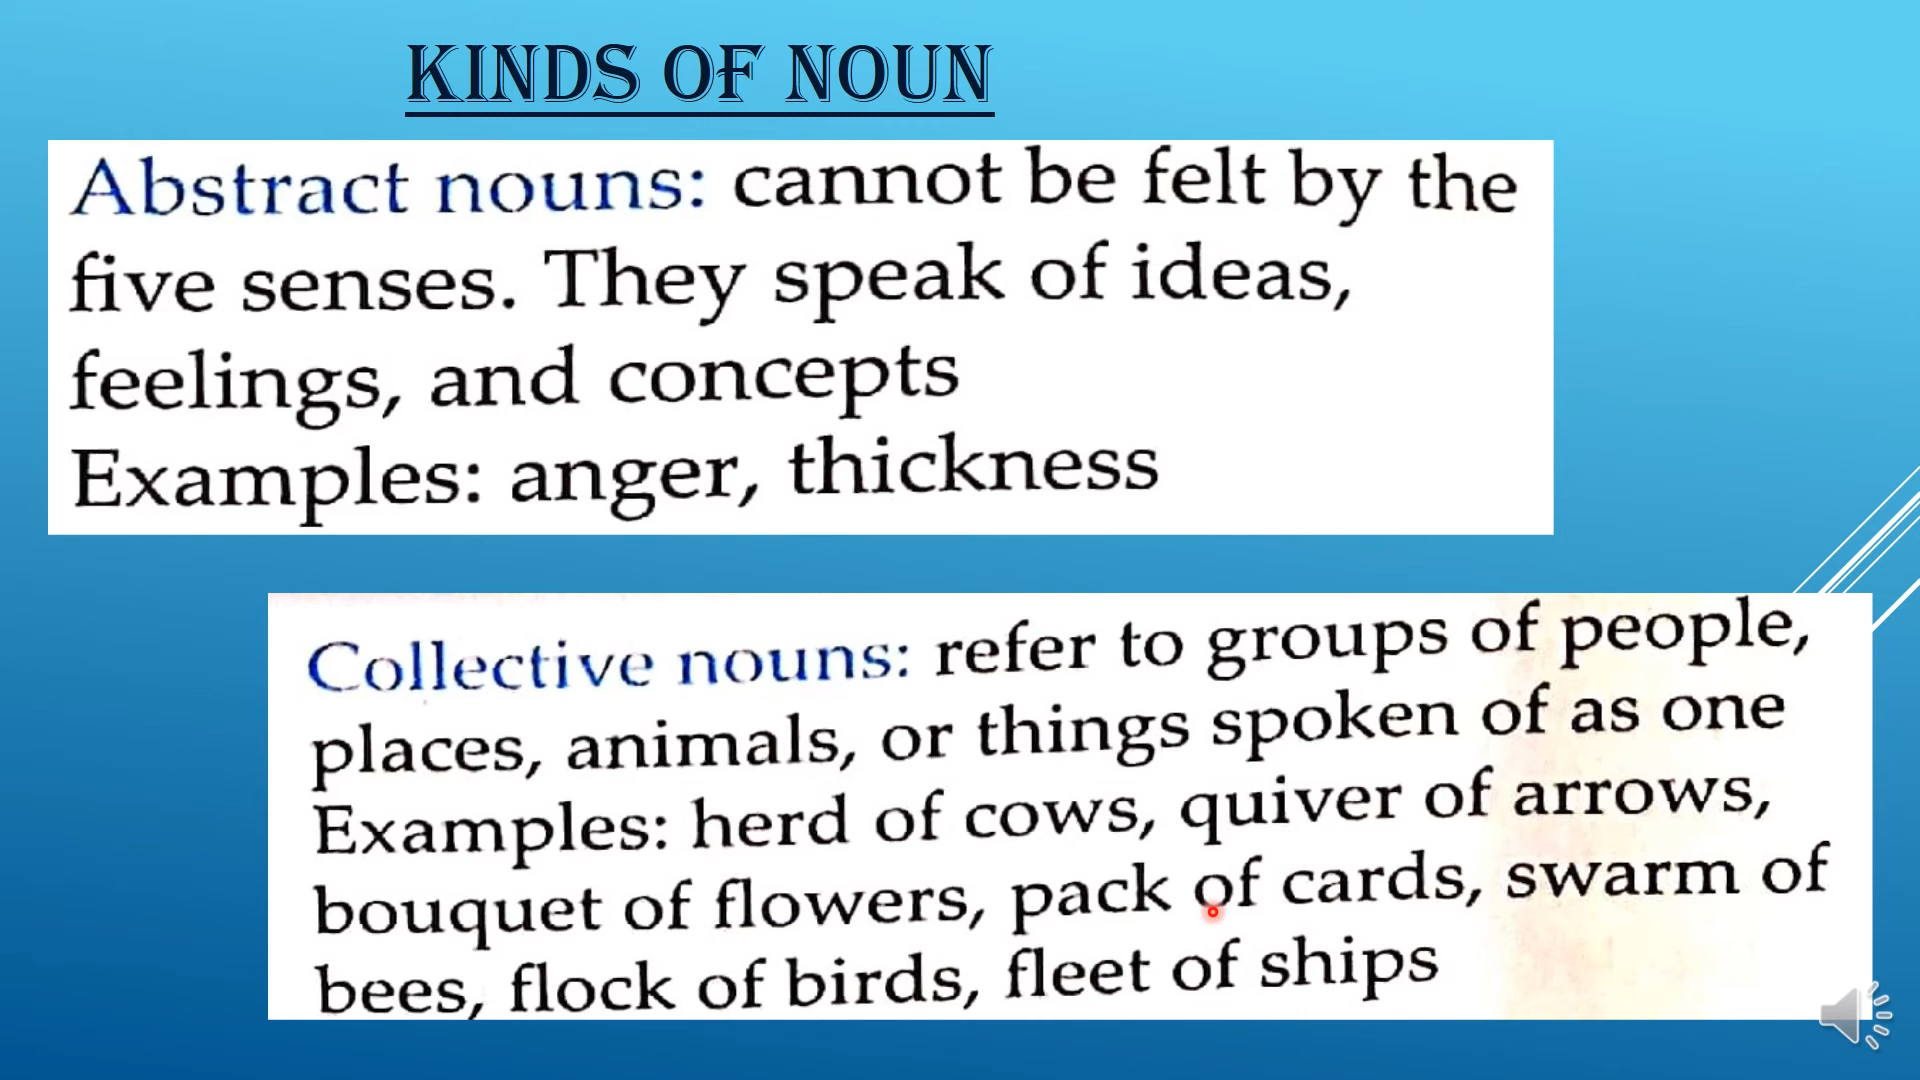 KINDS OF NOUN
Abstract nouns: cannot be felt by the
five senses. They speak of ideas,
feelings, and concepts
Examples: anger, thickness
Collective nouns: refer to groups of people,
places, animals, or things spoken of as one
Examples: herd of cows, quiver of arrows,
bouquet of flowers, pack of cards, swarm of
bees, flock of birds, fleet of ships